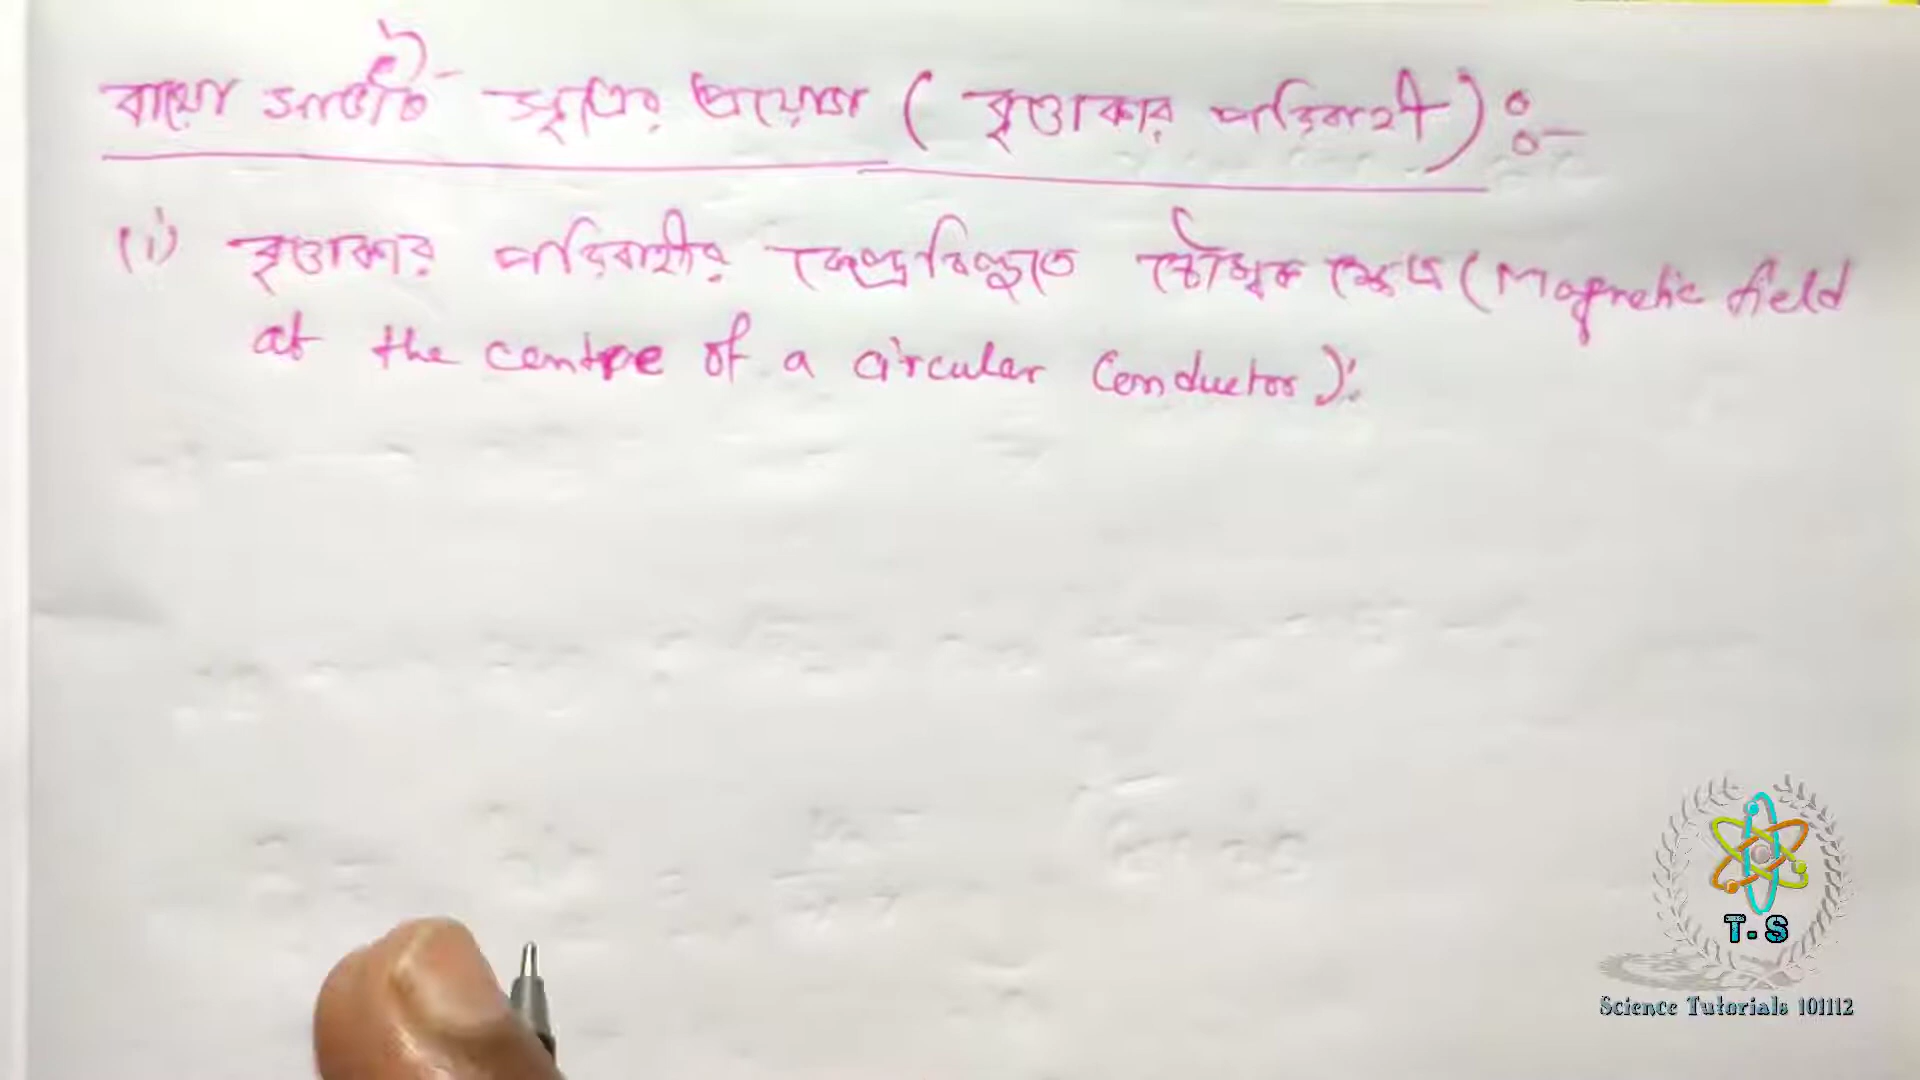 বায়ো সাভার্ট সূত্রের প্রয়োগ ( বৃত্তাকার পরিবাহী ) :-
(i) বৃত্তাকার পরিবাহীর কেন্দ্রবিন্দুতে চৌম্বক ক্ষেত্র (Magnetic field
at the centre of a circular Conductor):
T.S
Science Tutorials 101112